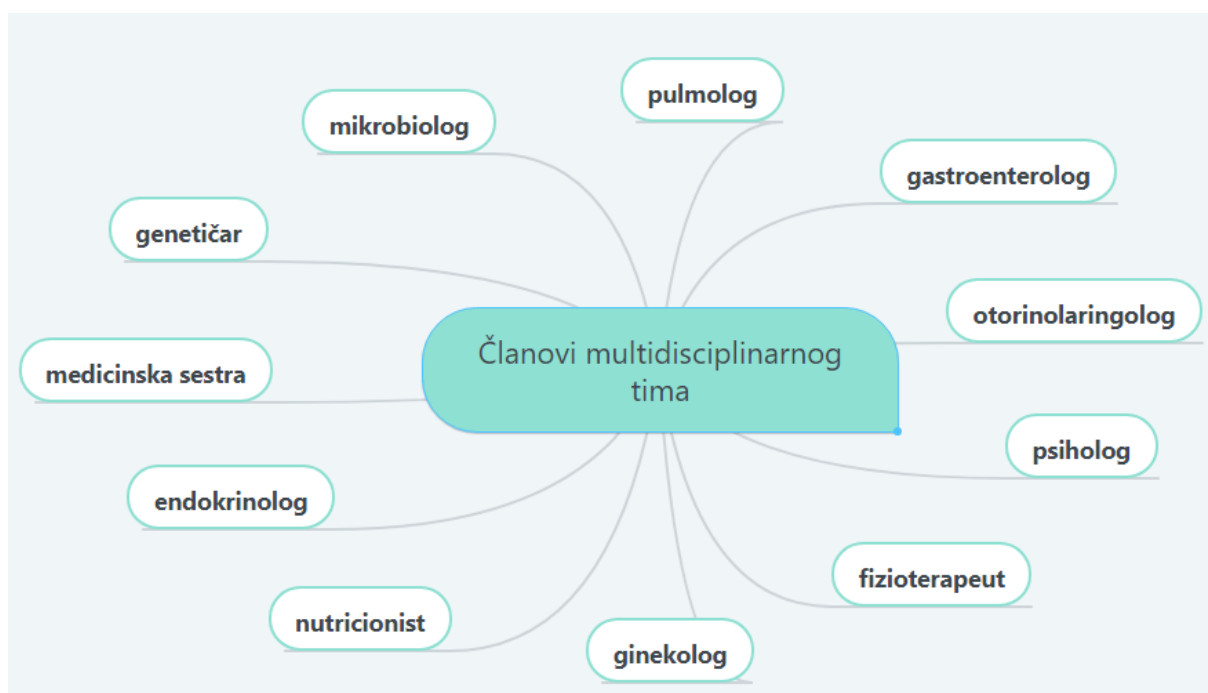 pulmolog
mikrobiolog
gastroenterolog
genetičar
otorinolaringolog
Članovi multidisciplinarnog
tima
medicinska sestra
psiholog
endokrinolog
fizioterapeut
nutricionist
ginekolog